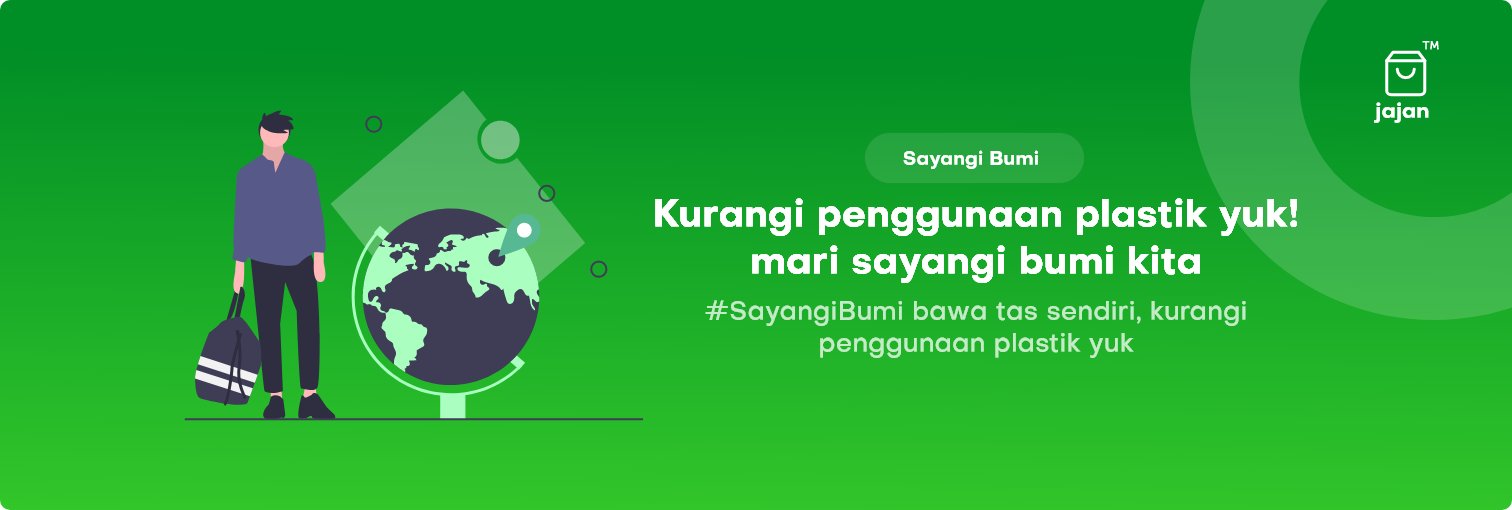 TM
jajan
Sayangi Bumi
Kurangi penggunaan plastik yuk!
mari sayangi bumi kita
#SayangiBumi bawa tas sendiri, kurangi
penggunaan plastik yuk